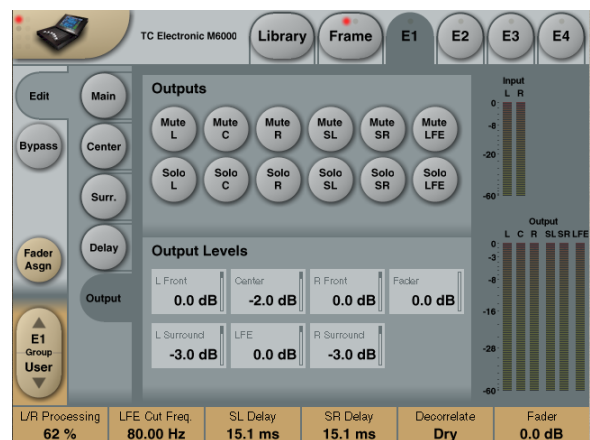 TC Electronic M6000
Library
Frame
E1
E2
E3
E4
Edit
Bypass
Fader
Asgn
E1
Group
User
Main
Center
Surr.
Delay
Output
Outputs
Mute L
Mute C
Mute R
Mute SL
Mute SR
Mute LFE
Solo L
Solo C
Solo R
Solo SL
Solo SR
Solo LFE
Output Levels
L Front
0.0 dB
Center
-2.0 dB
R Front
0.0 dB
Fader
0.0 dB
L Surround
-3.0 dB
LFE
0.0 dB
R Surround
-3.0 dB
Input
L R
0
-8
-20
-60
Output
L C R SL SR LFE
0
-3
-8
-16
-28
-60
L/R Processing
62 %
LFE Cut Freq.
80.00 Hz
SL Delay
15.1 ms
SR Delay
15.1 ms
Decorrelate
Dry
Fader
0.0 dB